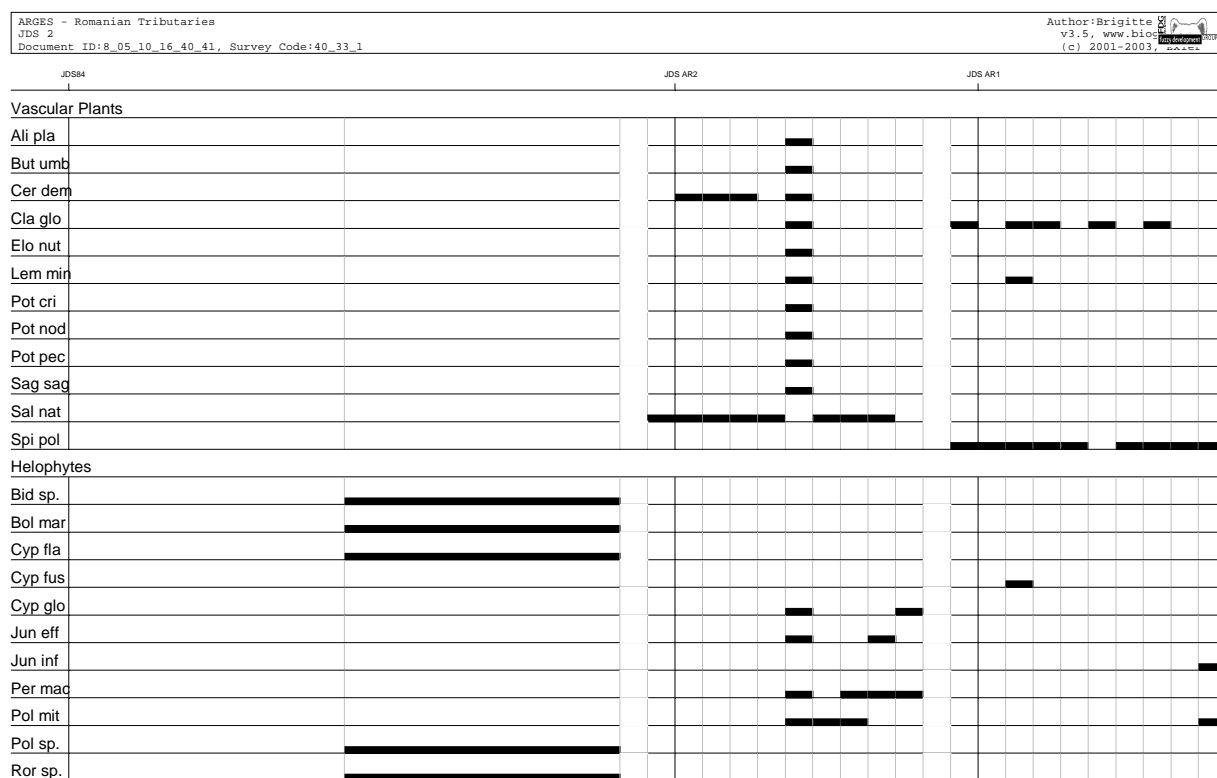 ARGES - Romanian Tributaries
JDS 2
Document ID:8_05_10_16_40_41, Survey Code:40_33_1
Author:Brigitte
v3.5, www.biog
(c) 2001-2003,
fuzzy development GROUP
JDS84 JDS AR2 JDS AR1
Vascular Plants
Ali pla
But umb
Cer dem
Cla glo
Elo nut
Lem min
Pot cri
Pot nod
Pot pec
Sag sag
Sal nat
Spi pol
Helophytes
Bid sp.
Bol mar
Cyp fla
Cyp fus
Cyp glo
Jun eff
Jun inf
Per mac
Pol mit
Pol sp.
Ror sp.